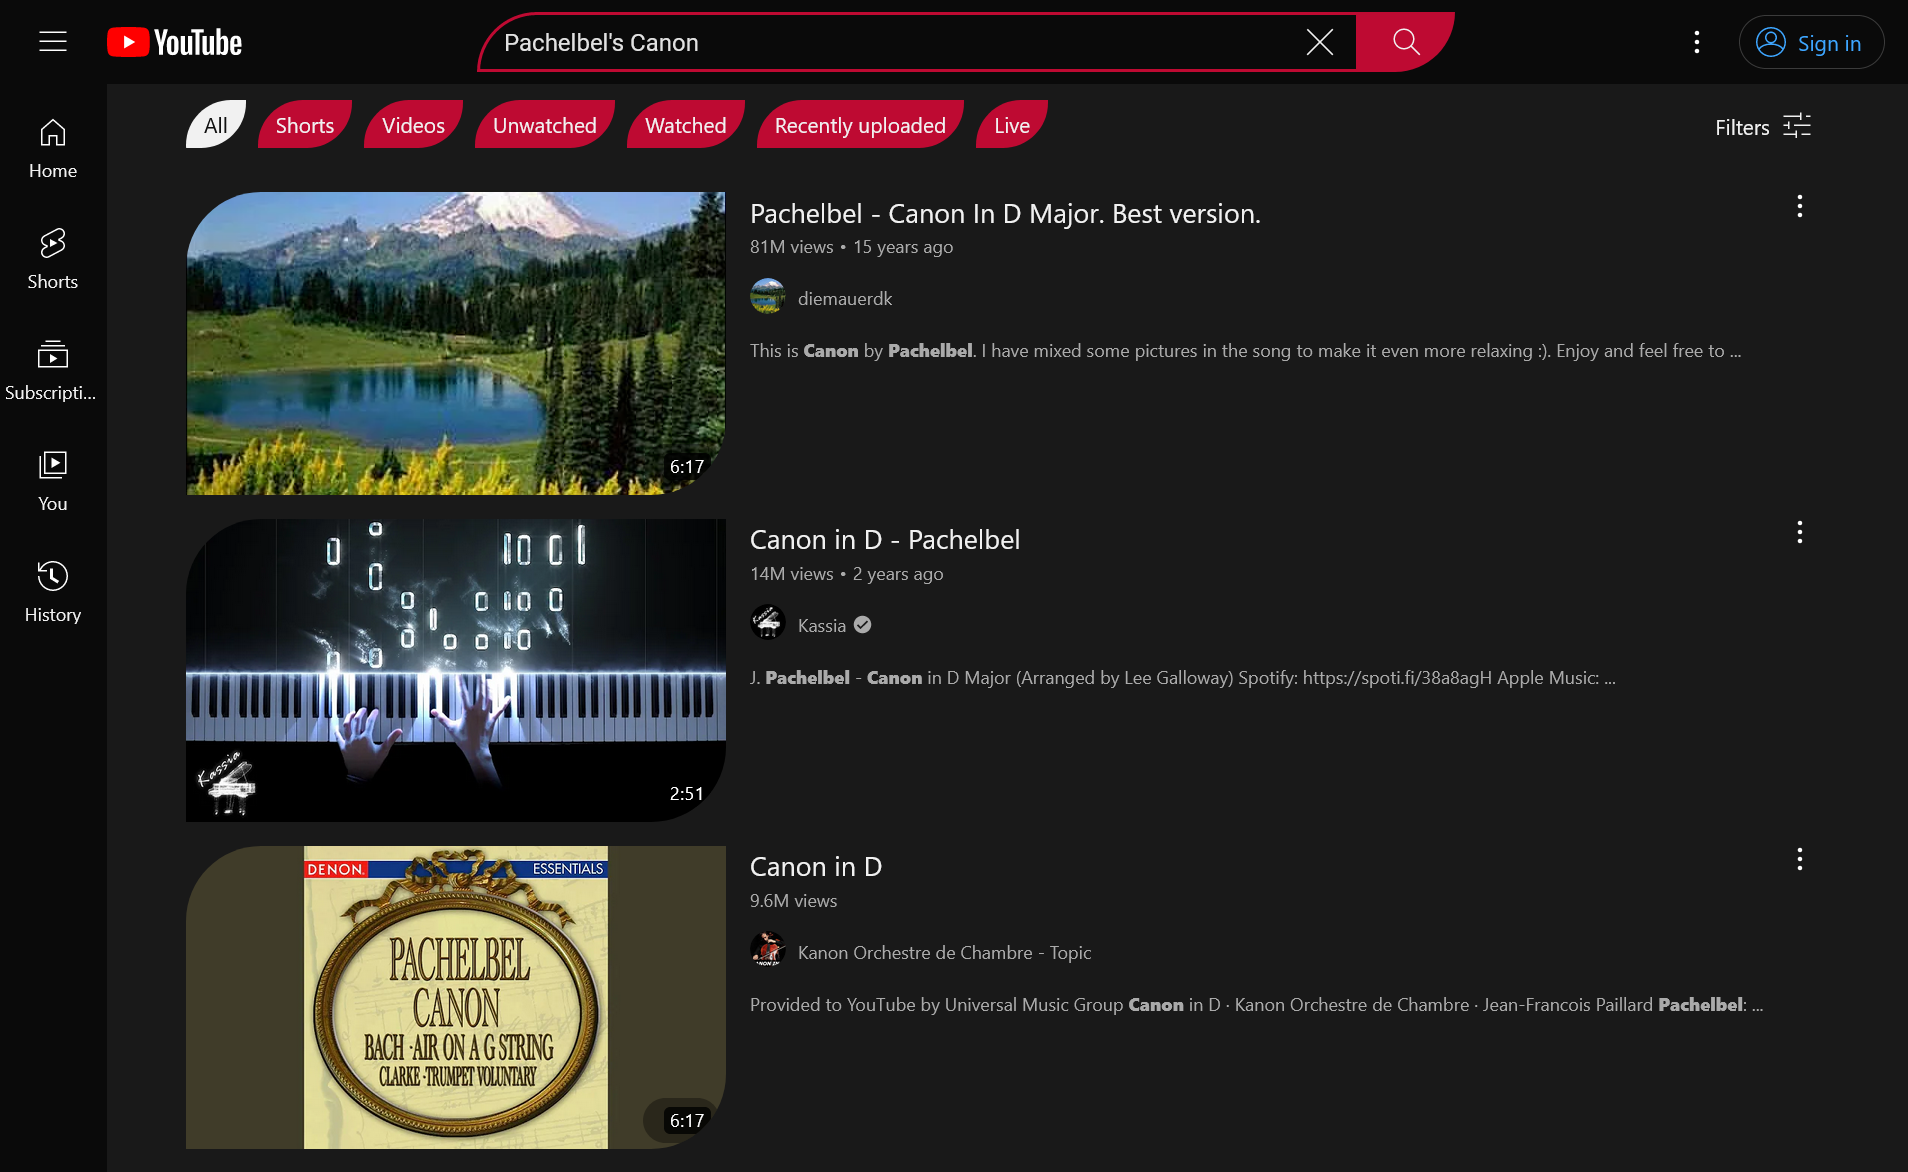 YouTube
Pachelbel's Canon
Sign in
All
Shorts
Videos
Unwatched
Watched
Recently uploaded
Live
Filters
Home
Shorts
Subscripti...
You
History
6:17
Pachelbel - Canon In D Major. Best version.
81M views • 15 years ago
diemauerdk
This is Canon by Pachelbel. I have mixed some pictures in the song to make it even more relaxing :). Enjoy and feel free to ...
Kassia
2:51
Canon in D - Pachelbel
14M views • 2 years ago
Kassia
J. Pachelbel - Canon in D Major (Arranged by Lee Galloway) Spotify: https://spoti.fi/38a8agH Apple Music: ...
DENON. ESSENTIALS
PACHELBEL
CANON
BACH · AIR ON A G STRING
CLARKE · TRUMPET VOLUNTARY
6:17
Canon in D
9.6M views
Kanon Orchestre de Chambre - Topic
Provided to YouTube by Universal Music Group Canon in D · Kanon Orchestre de Chambre · Jean-Francois Paillard Pachelbel: ...